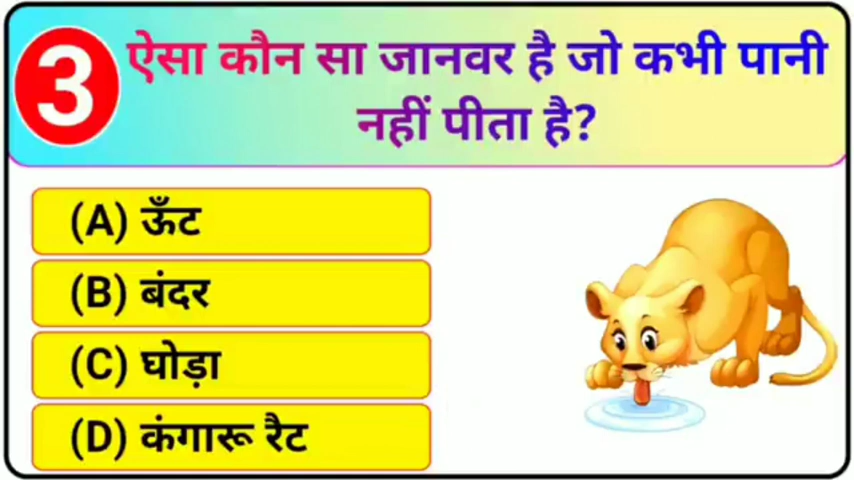 3 ऐसा कौन सा जानवर है जो कभी पानी
नहीं पीता है?
(A) ऊँट
(B) बंदर
(C) घोड़ा
(D) कंगारू रैट